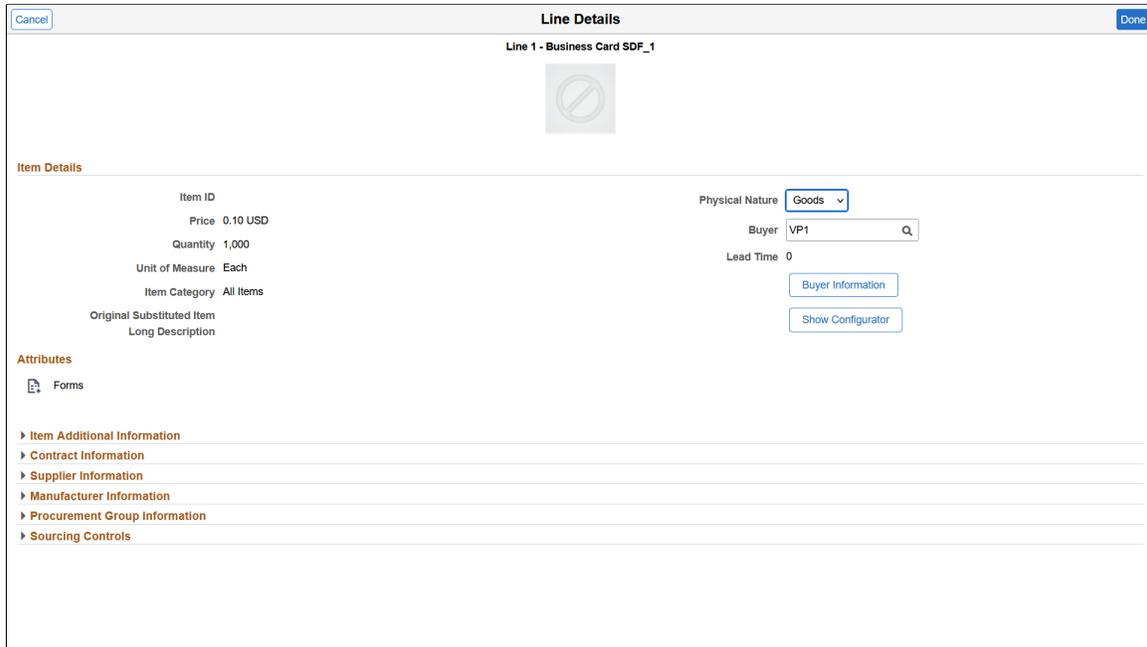 Cancel
Line Details
Done
Line 1 - Business Card SDF_1
Item Details
Item ID
Price 0.10 USD
Quantity 1,000
Unit of Measure Each
Item Category All Items
Original Substituted Item
Long Description
Physical Nature Goods
Buyer VP1
Lead Time 0
Buyer Information
Show Configurator
Attributes
Forms
Item Additional Information
Contract Information
Supplier Information
Manufacturer Information
Procurement Group Information
Sourcing Controls